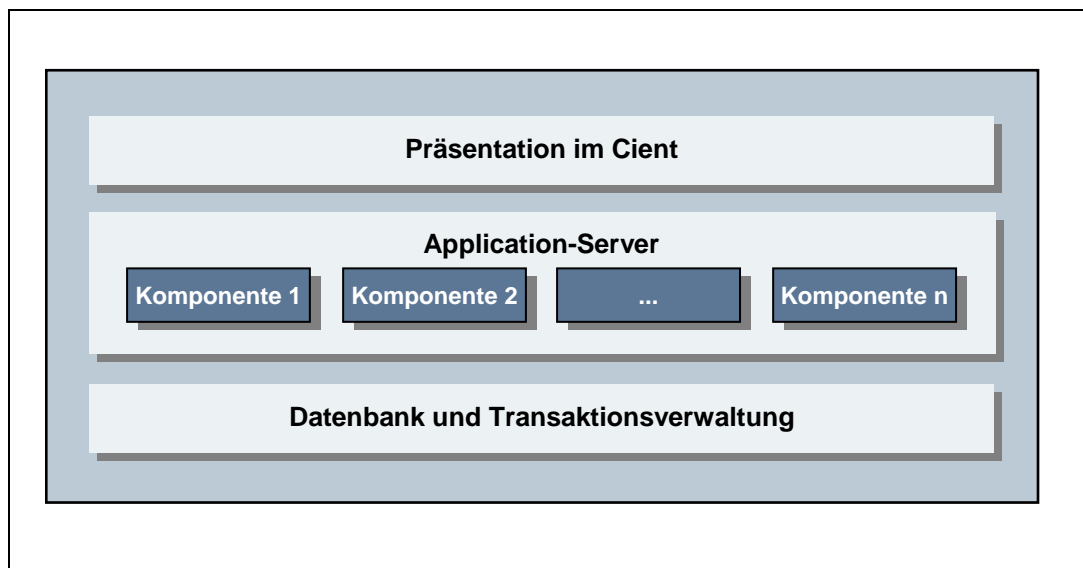 Präsentation im Cient
Application-Server
Komponente 1 Komponente 2 ... Komponente n
Datenbank und Transaktionsverwaltung